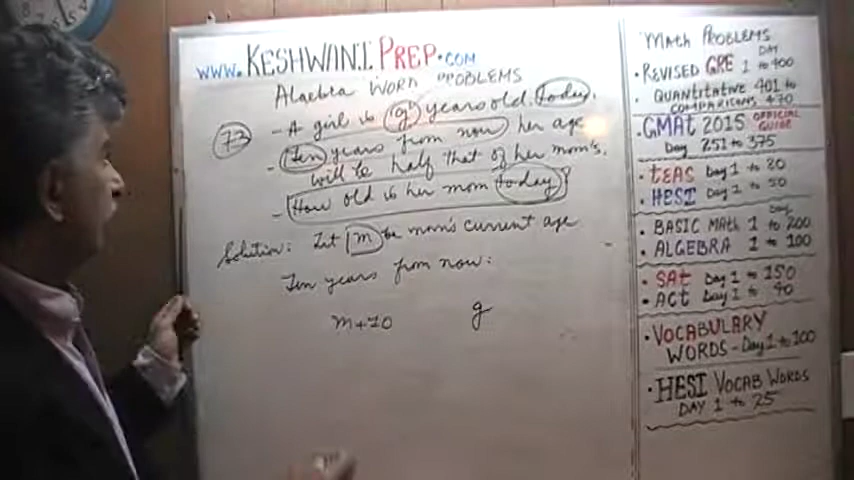 www.KESHWANI PREP.COM
Algebra WORD PROBLEMS
73 - A girl is 'g' years old today.
- Ten years from now her age
will be half that of her mom's.
- How old is her mom today?
Solution: Let m be mom's current age
Ten years from now:
m+10 g
MATH PROBLEMS
DAY
• REVISED GRE 1 to 400
• QUANTITATIVE 401 to
COMPARISONS 470
• GMAT 2015 OFFICIAL GUIDE
Day 251 to 375
• TEAS Day 1 to 20
• HESI Day 1 to 50
Day
• BASIC MATH 1 to 200
• ALGEBRA 1 to 100
• SAT Day 1 to 150
• ACT Day 1 to 40
• VOCABULARY
WORDS - Day 1 to 100
• HESI VOCAB WORDS
DAY 1 to 25